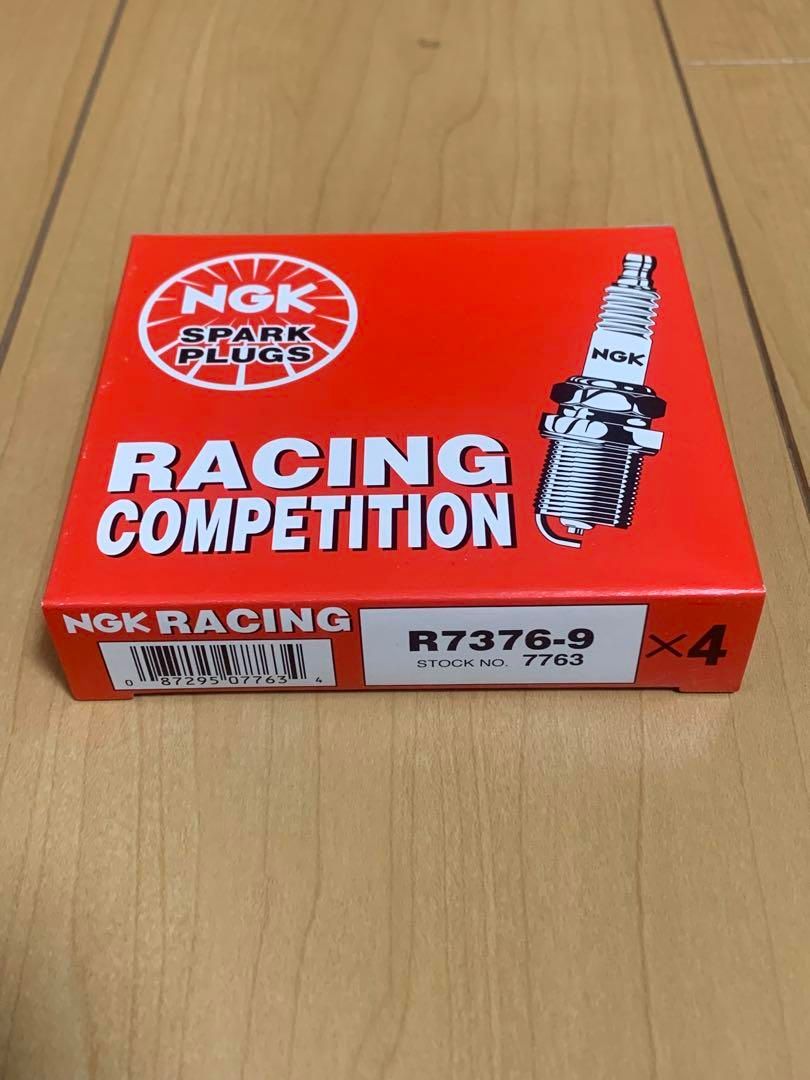 NGK
SPARK
PLUGS
NGK
RACING
COMPETITION
NGK RACING
0 87295 07763 4
R7376-9
STOCK NO. 7763
×4